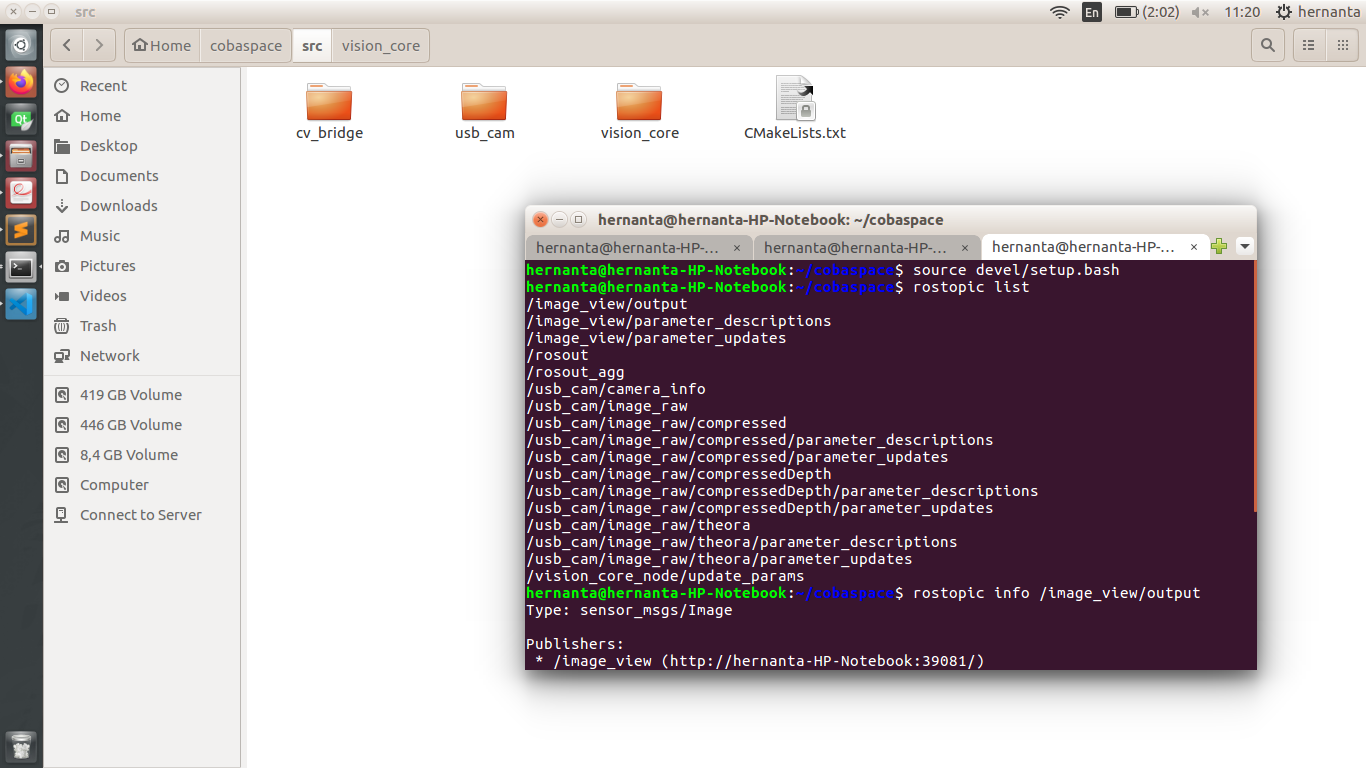 src
En
(2:02)
11:20
hernanta
Home
cobaspace
src
vision_core
Recent
Home
Desktop
Documents
Downloads
Music
Pictures
Videos
Trash
Network
419 GB Volume
446 GB Volume
8,4 GB Volume
Computer
Connect to Server
cv_bridge
usb_cam
vision_core
CMakeLists.txt
hernanta@hernanta-HP-Notebook: ~/cobaspace
hernanta@hernanta-HP-...
hernanta@hernanta-HP-...
hernanta@hernanta-HP-...
hernanta@hernanta-HP-Notebook:~/cobaspace$ source devel/setup.bash
hernanta@hernanta-HP-Notebook:~/cobaspace$ rostopic list
/image_view/output
/image_view/parameter_descriptions
/image_view/parameter_updates
/rosout
/rosout_agg
/usb_cam/camera_info
/usb_cam/image_raw
/usb_cam/image_raw/compressed
/usb_cam/image_raw/compressed/parameter_descriptions
/usb_cam/image_raw/compressed/parameter_updates
/usb_cam/image_raw/compressedDepth
/usb_cam/image_raw/compressedDepth/parameter_descriptions
/usb_cam/image_raw/compressedDepth/parameter_updates
/usb_cam/image_raw/theora
/usb_cam/image_raw/theora/parameter_descriptions
/usb_cam/image_raw/theora/parameter_updates
/vision_core_node/update_params
hernanta@hernanta-HP-Notebook:~/cobaspace$ rostopic info /image_view/output
Type: sensor_msgs/Image
Publishers:
* /image_view (http://hernanta-HP-Notebook:39081/)